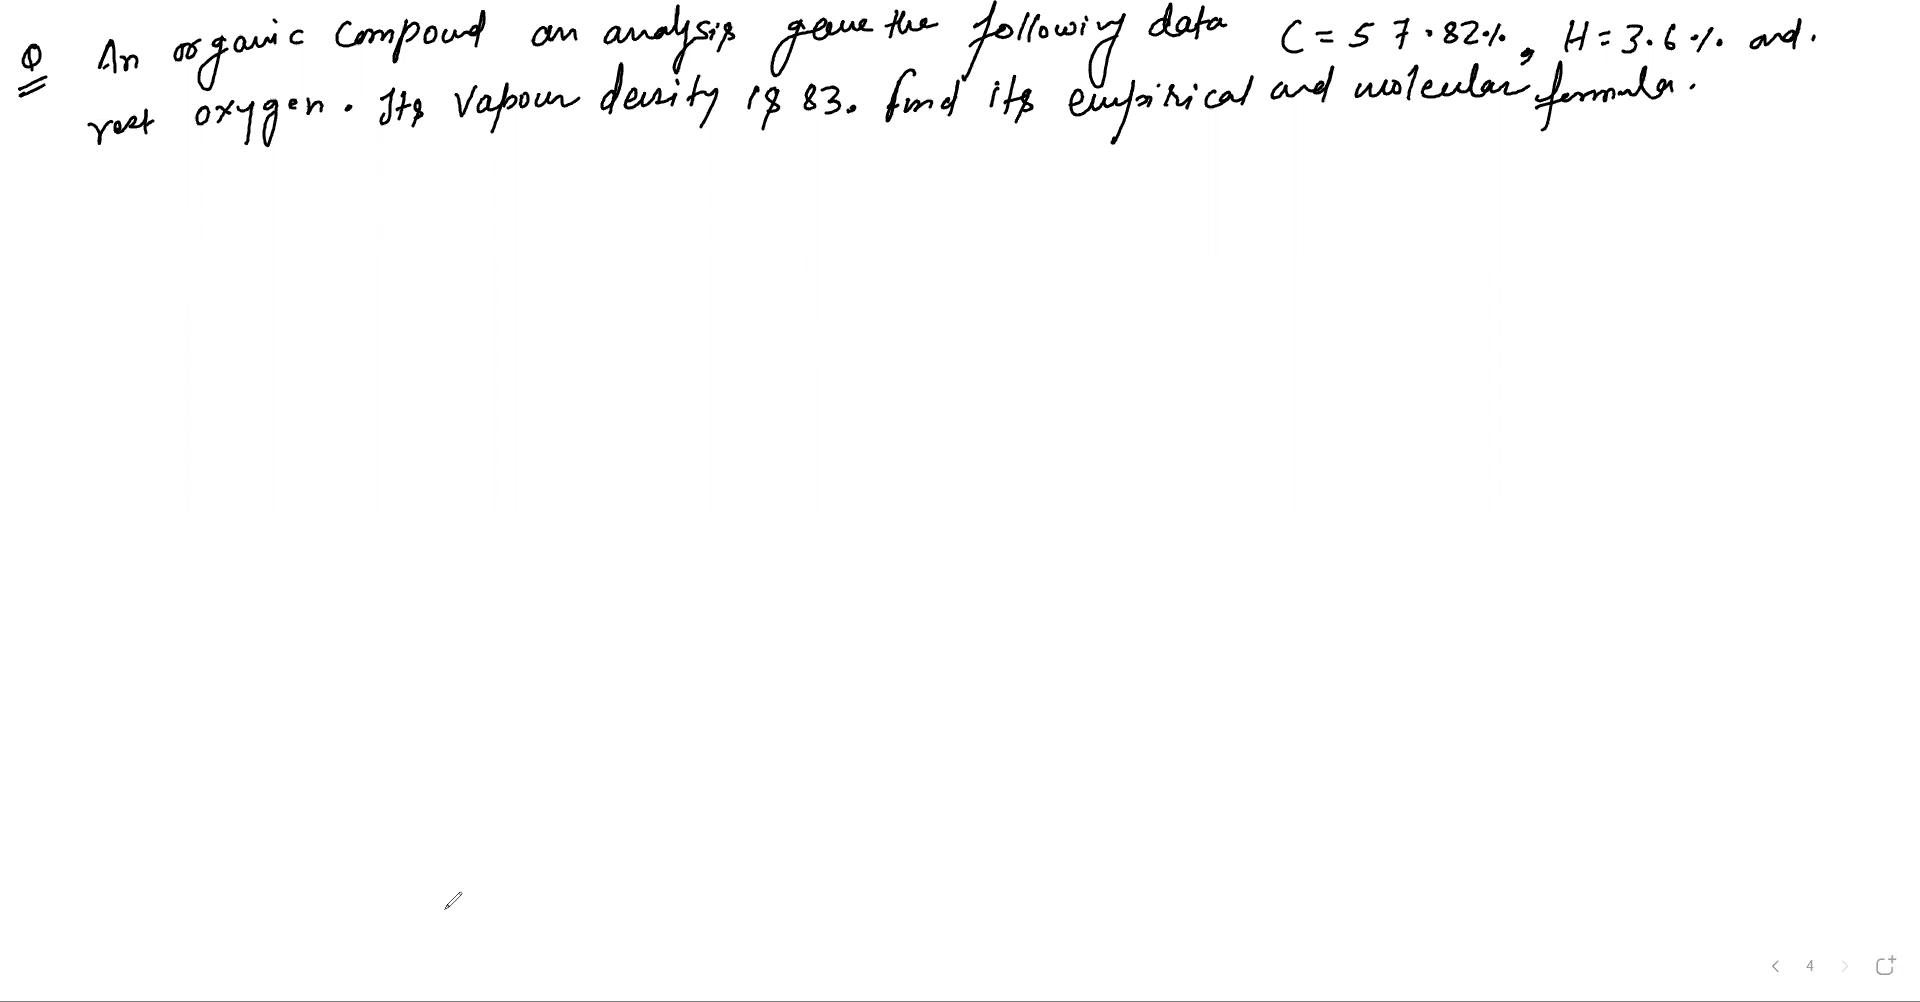 Q An organic compound on analysis gave the following data C = 57.82%, H = 3.6% and.
rest oxygen. Its vapour density is 83. find its empirical and molecular formula.
4